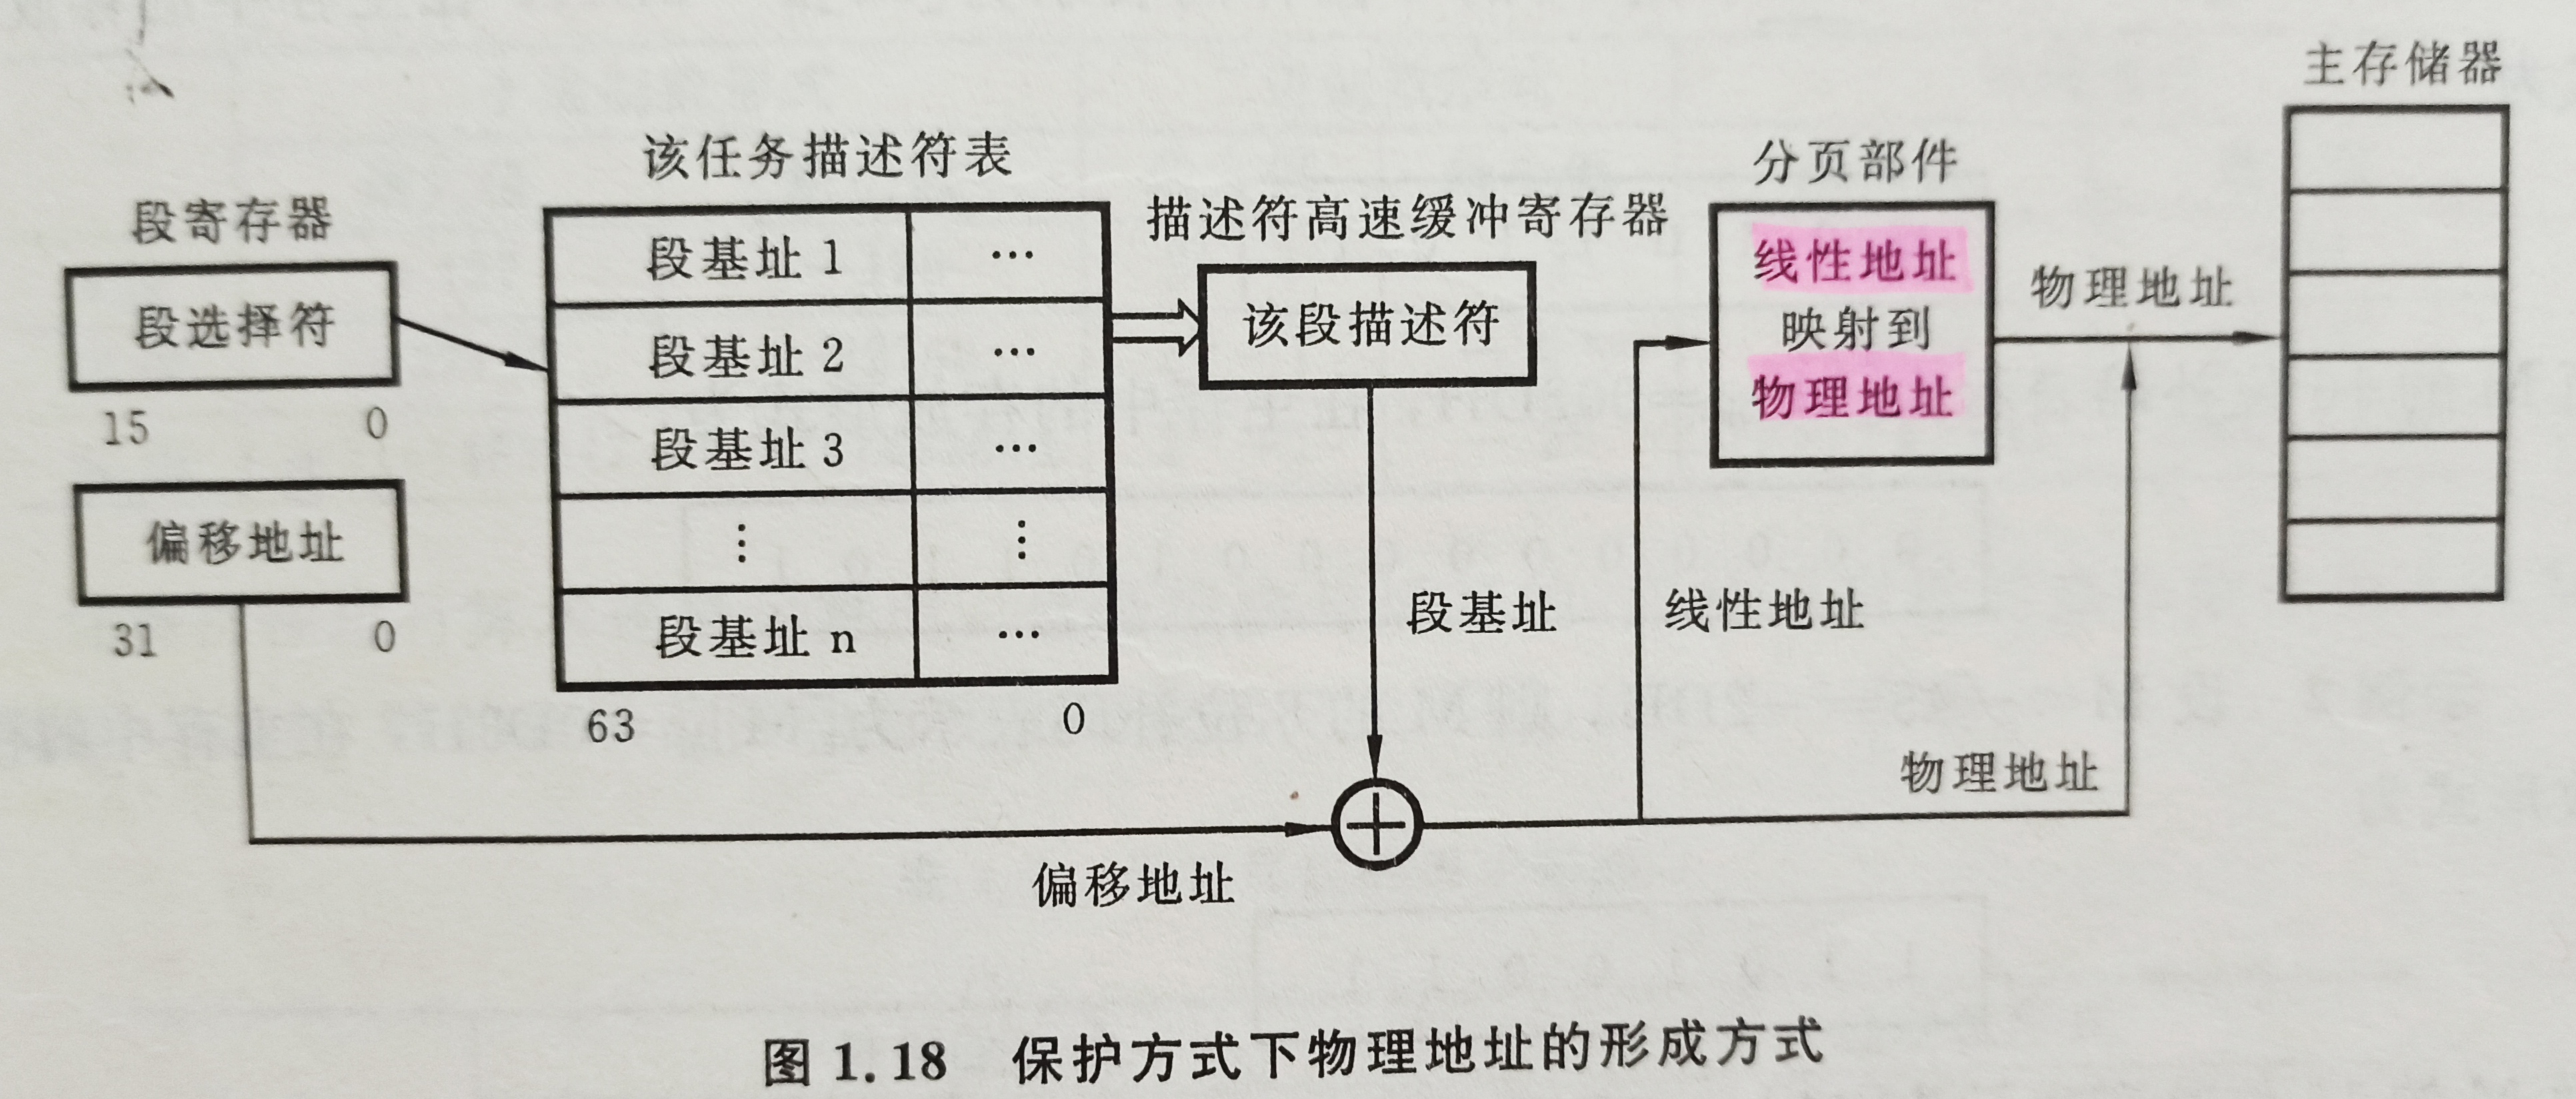 主存储器
该任务描述符表
分页部件
段寄存器
描述符高速缓冲寄存器
段选择符
15 0
偏移地址
31 0
段基址 1 …
段基址 2 …
段基址 3 …
⋮ ⋮
段基址 n …
63 0
该段描述符
线性地址
映射到
物理地址
物理地址
段基址
线性地址
物理地址
偏移地址
图 1.18 保护方式下物理地址的形成方式